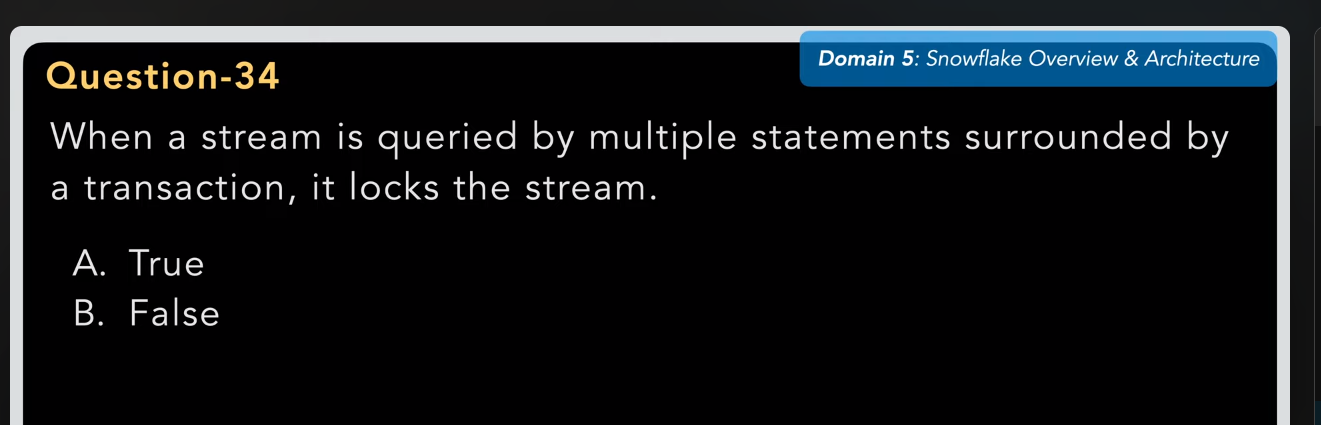 Domain 5: Snowflake Overview & Architecture
Question-34
When a stream is queried by multiple statements surrounded by
a transaction, it locks the stream.
A. True
B. False